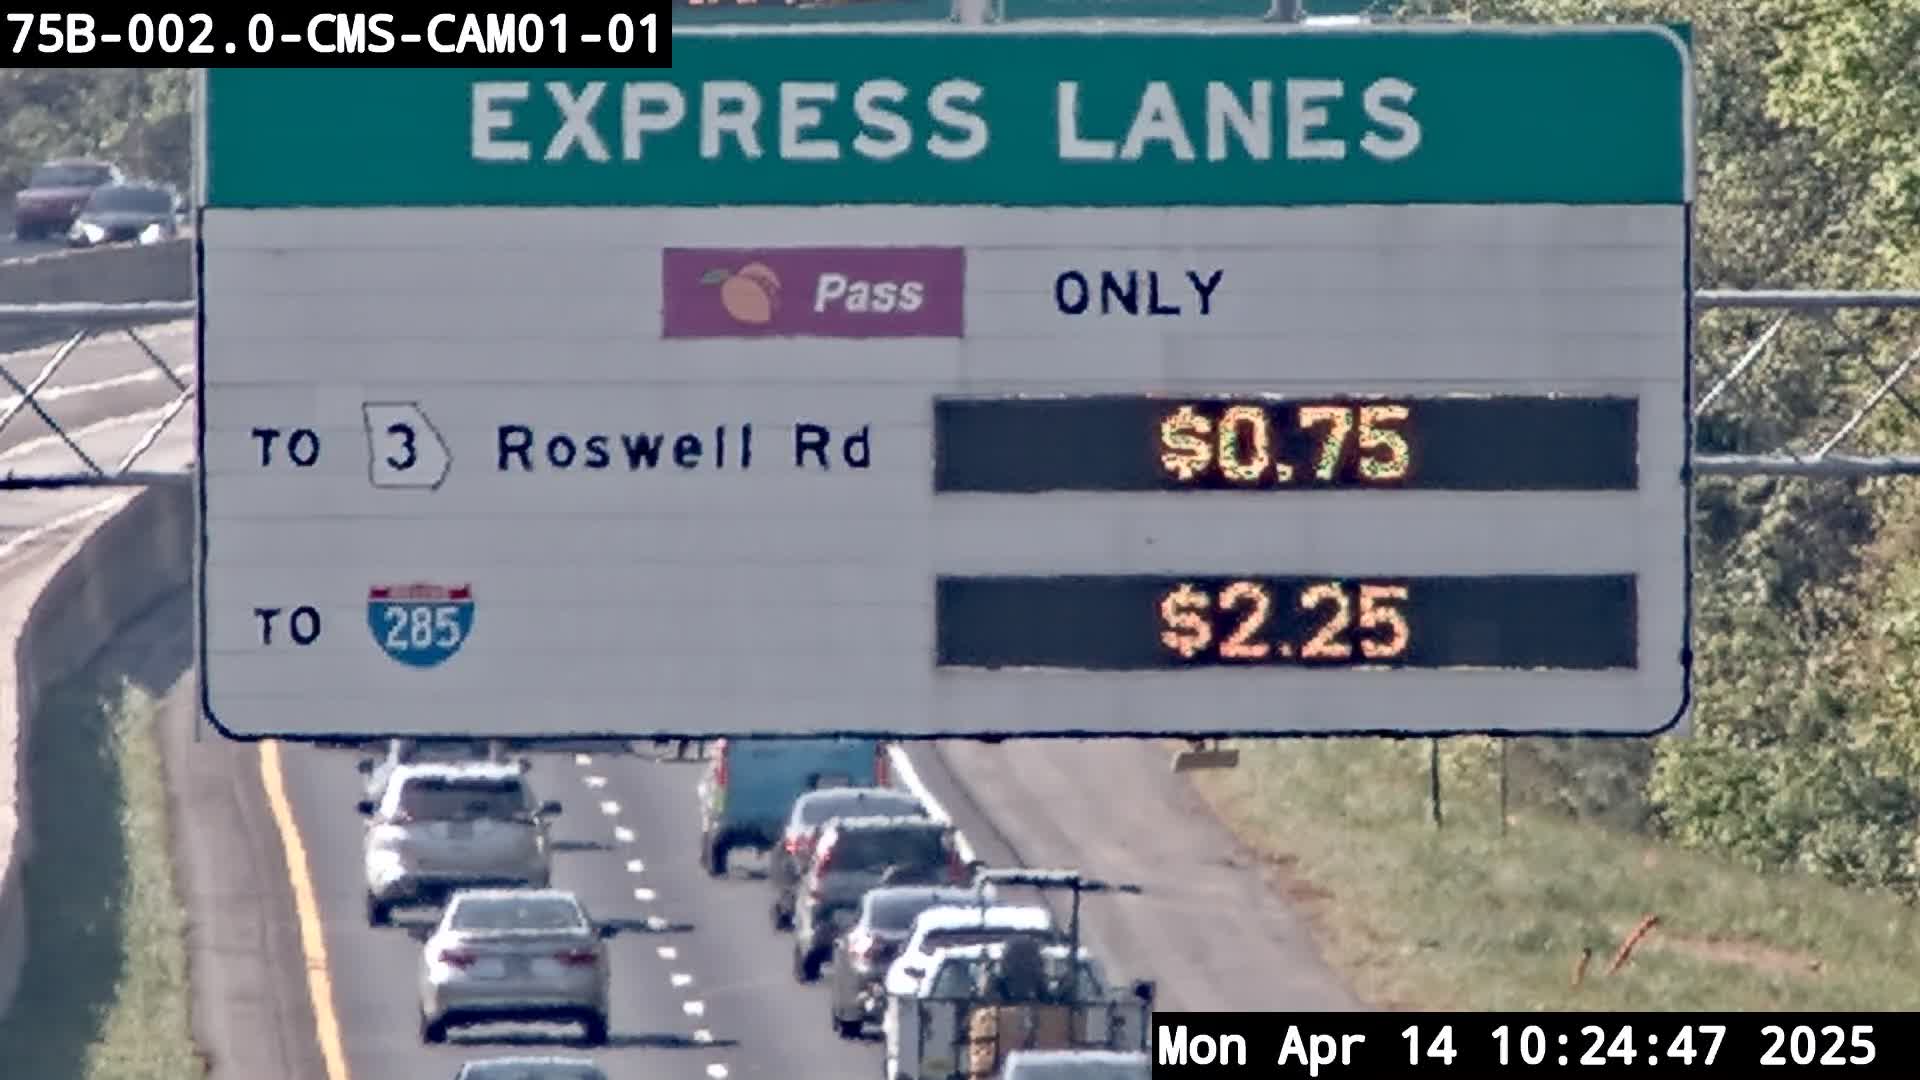 75B-002.0-CMS-CAM01-01
EXPRESS LANES
Pass ONLY
TO 3 Roswell Rd $0.75
TO 285 $2.25
Mon Apr 14 10:24:47 2025